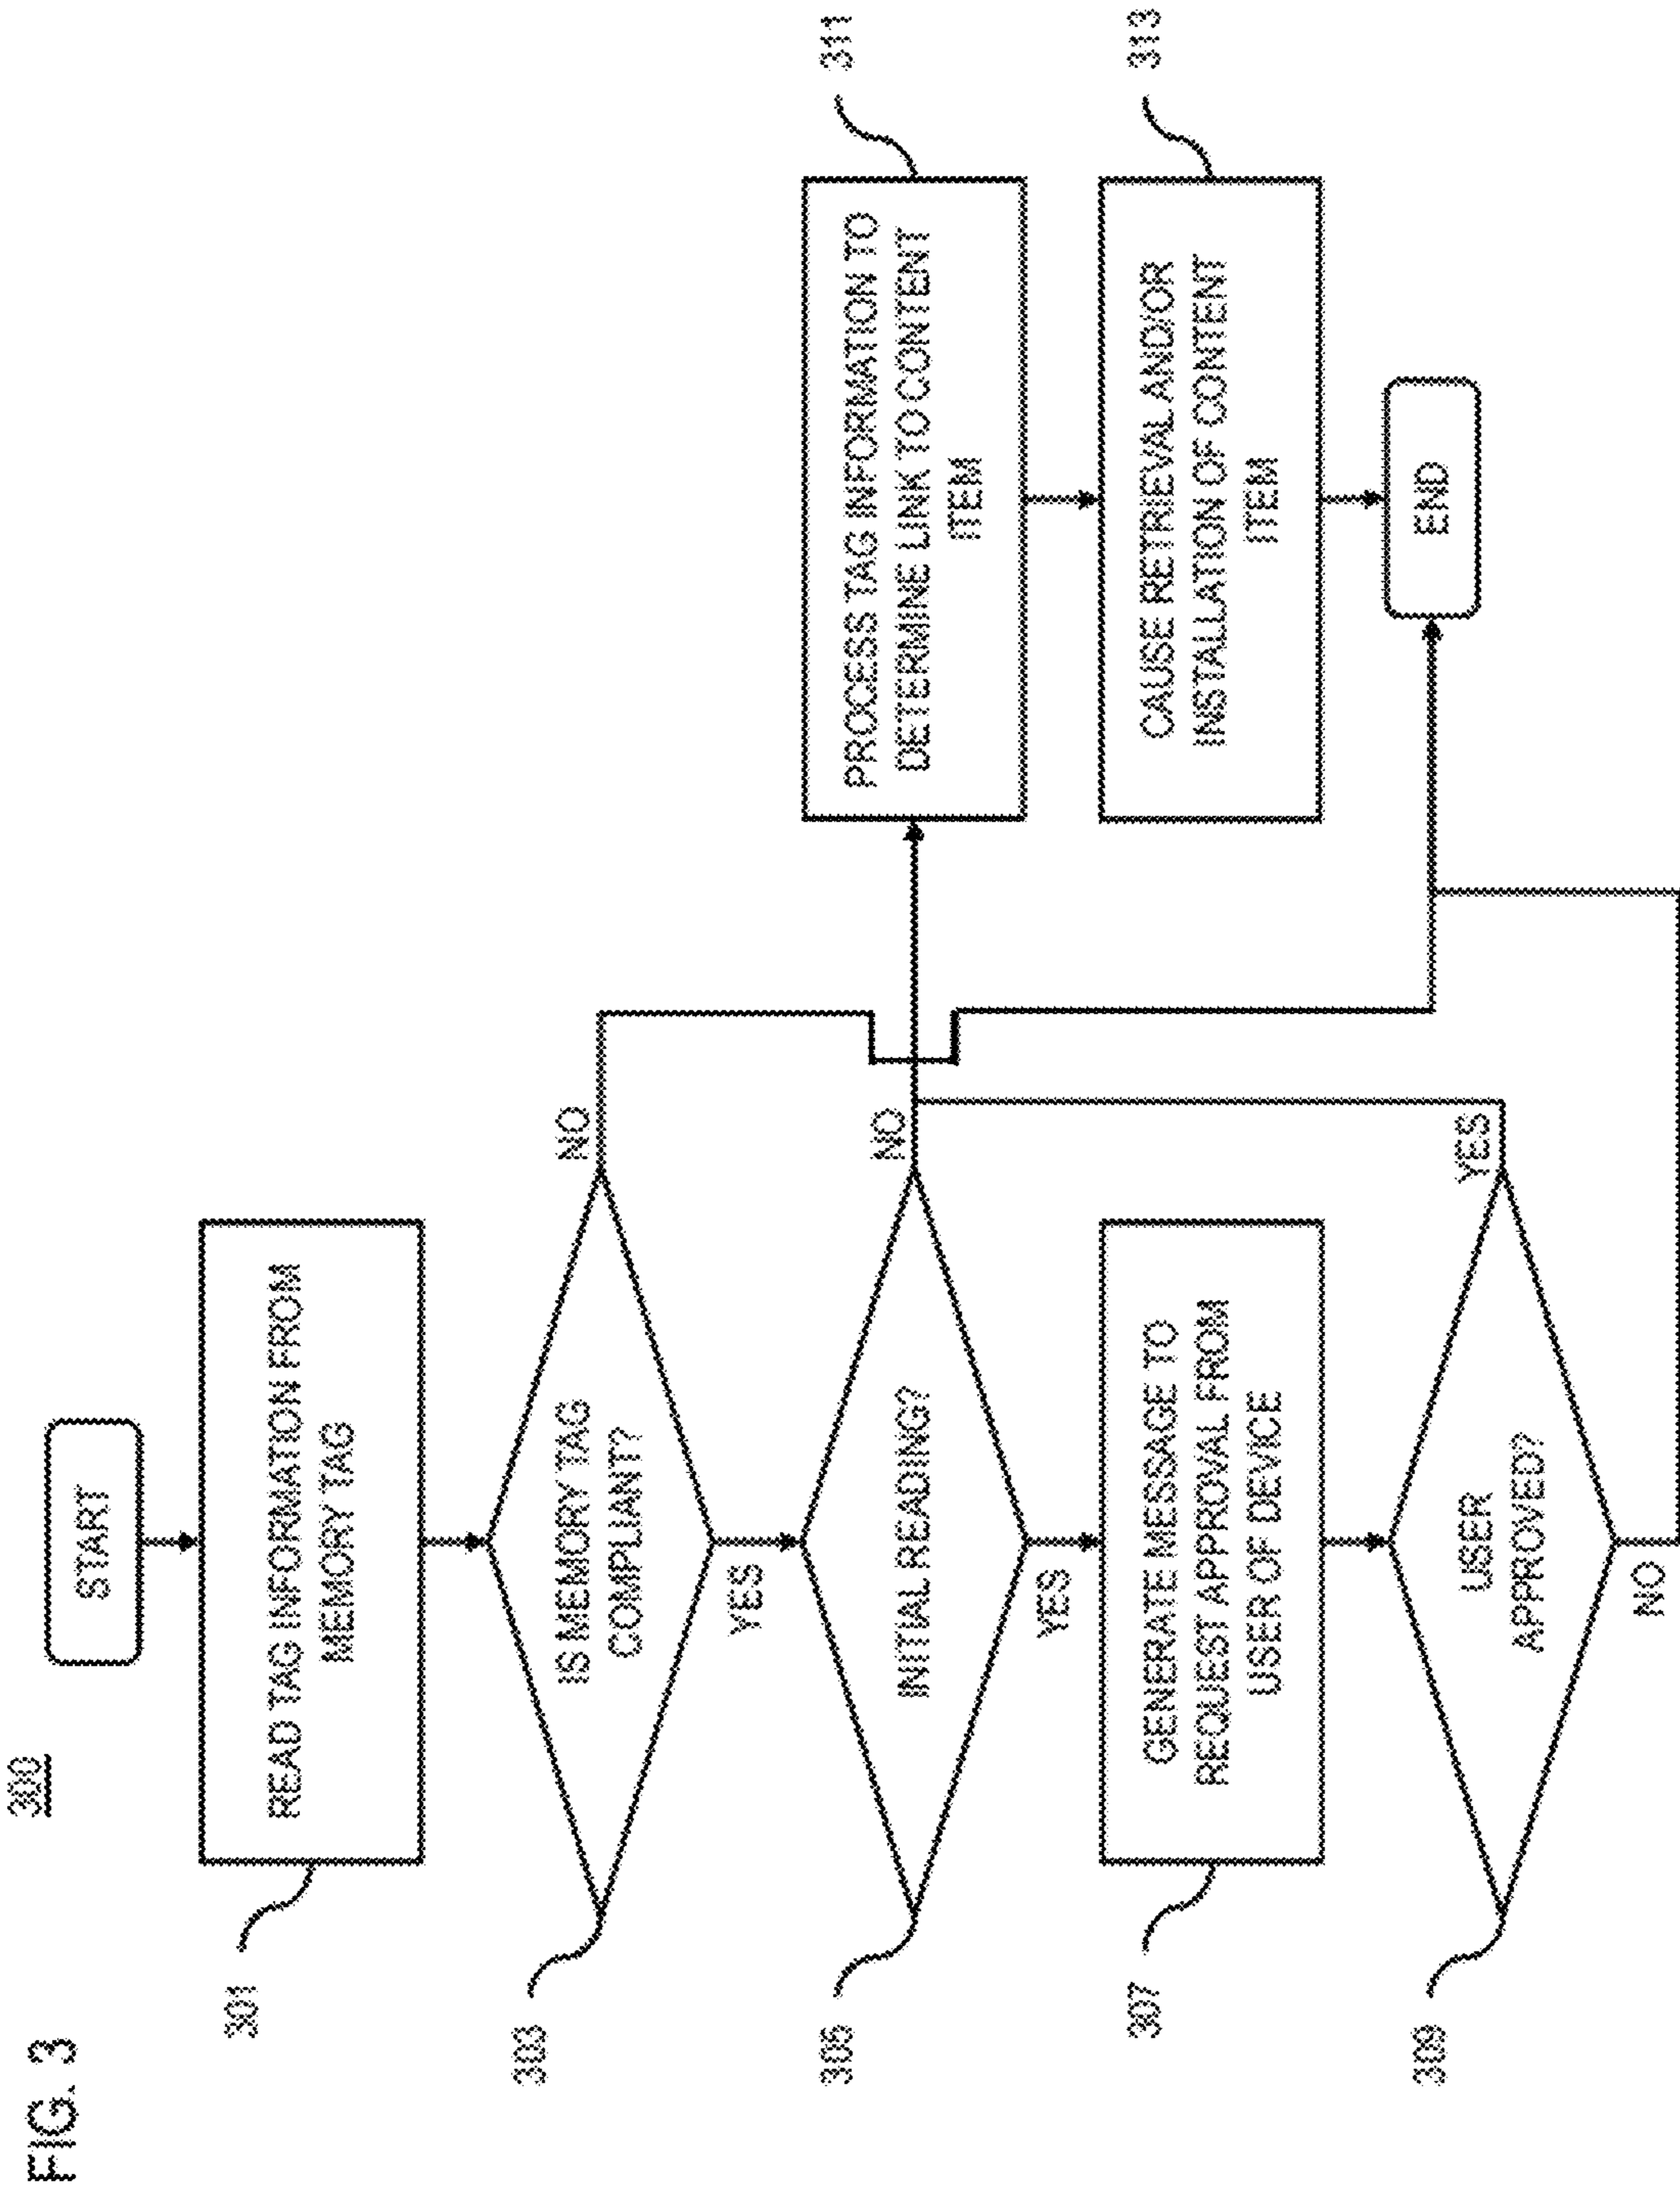 FIG. 3
300
START
301
READ TAG INFORMATION FROM
MEMORY TAG
303
IS MEMORY TAG
COMPLIANT?
NO
YES
305
INITIAL READING?
NO
YES
307
GENERATE MESSAGE TO
REQUEST APPROVAL FROM
USER OF DEVICE
309
USER
APPROVED?
YES
NO
311
PROCESS TAG INFORMATION TO
DETERMINE LINK TO CONTENT
ITEM
313
CAUSE RETRIEVAL AND/OR
INSTALLATION OF CONTENT
ITEM
END